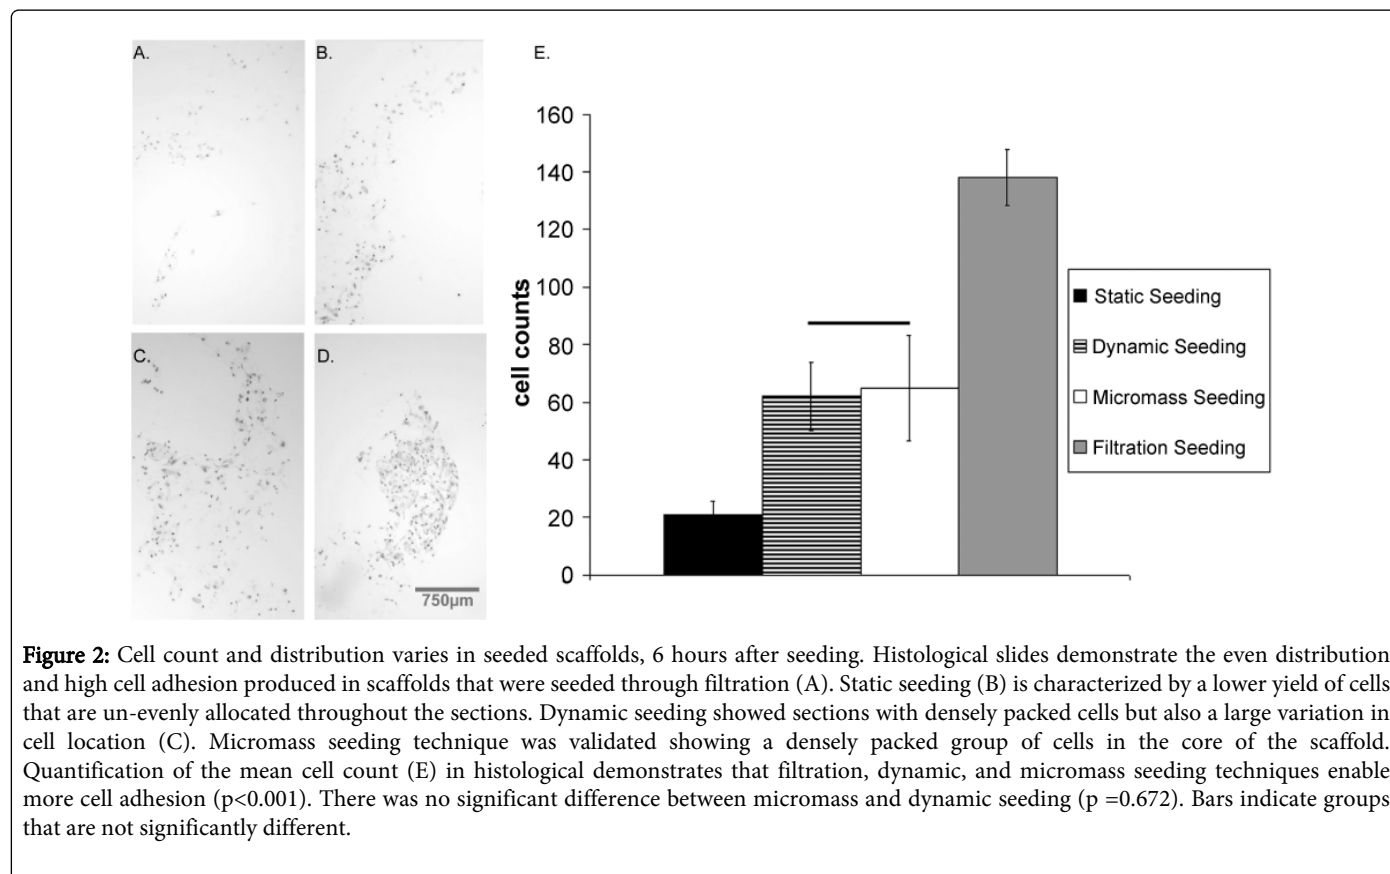 A.
B.
C.
D.
750μm
E.
160
140
120
100
80
60
40
20
0
cell counts
Static Seeding
Dynamic Seeding
Micromass Seeding
Filtration Seeding
Figure 2: Cell count and distribution varies in seeded scaffolds, 6 hours after seeding. Histological slides demonstrate the even distribution
and high cell adhesion produced in scaffolds that were seeded through filtration (A). Static seeding (B) is characterized by a lower yield of cells
that are un-evenly allocated throughout the sections. Dynamic seeding showed sections with densely packed cells but also a large variation in
cell location (C). Micromass seeding technique was validated showing a densely packed group of cells in the core of the scaffold.
Quantification of the mean cell count (E) in histological demonstrates that filtration, dynamic, and micromass seeding techniques enable
more cell adhesion (p<0.001). There was no significant difference between micromass and dynamic seeding (p =0.672). Bars indicate groups
that are not significantly different.